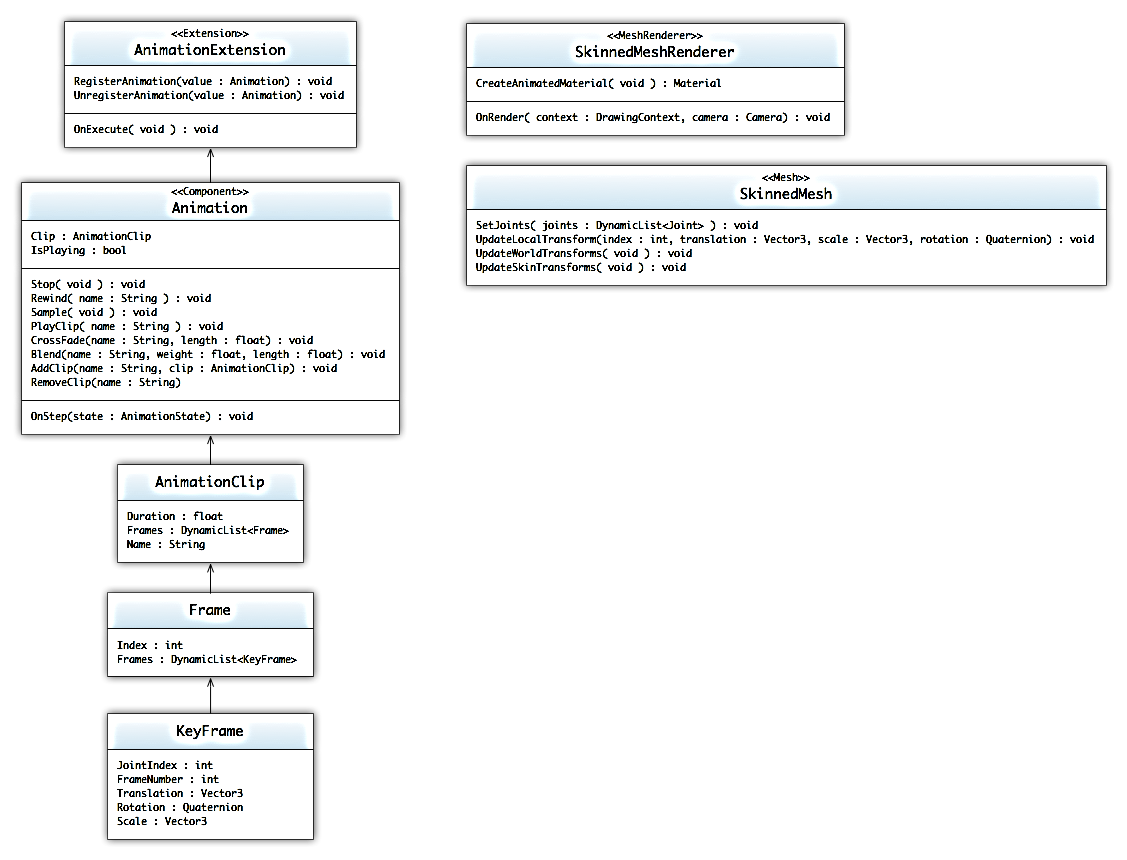 <<Extension>>
AnimationExtension
RegisterAnimation(value : Animation) : void
UnregisterAnimation(value : Animation) : void
OnExecute( void ) : void
<<Component>>
Animation
Clip : AnimationClip
IsPlaying : bool
Stop( void ) : void
Rewind( name : String ) : void
Sample( void ) : void
PlayClip( name : String ) : void
CrossFade(name : String, length : float) : void
Blend(name : String, weight : float, length : float) : void
AddClip(name : String, clip : AnimationClip) : void
RemoveClip(name : String)
OnStep(state : AnimationState) : void
AnimationClip
Duration : float
Frames : DynamicList<Frame>
Name : String
Frame
Index : int
Frames : DynamicList<KeyFrame>
KeyFrame
JointIndex : int
FrameNumber : int
Translation : Vector3
Rotation : Quaternion
Scale : Vector3
<<MeshRenderer>>
SkinnedMeshRenderer
CreateAnimatedMaterial( void ) : Material
OnRender( context : DrawingContext, camera : Camera) : void
<<Mesh>>
SkinnedMesh
SetJoints( joints : DynamicList<Joint> ) : void
UpdateLocalTransform(index : int, translation : Vector3, scale : Vector3, rotation : Quaternion) : void
UpdateWorldTransforms( void ) : void
UpdateSkinTransforms( void ) : void